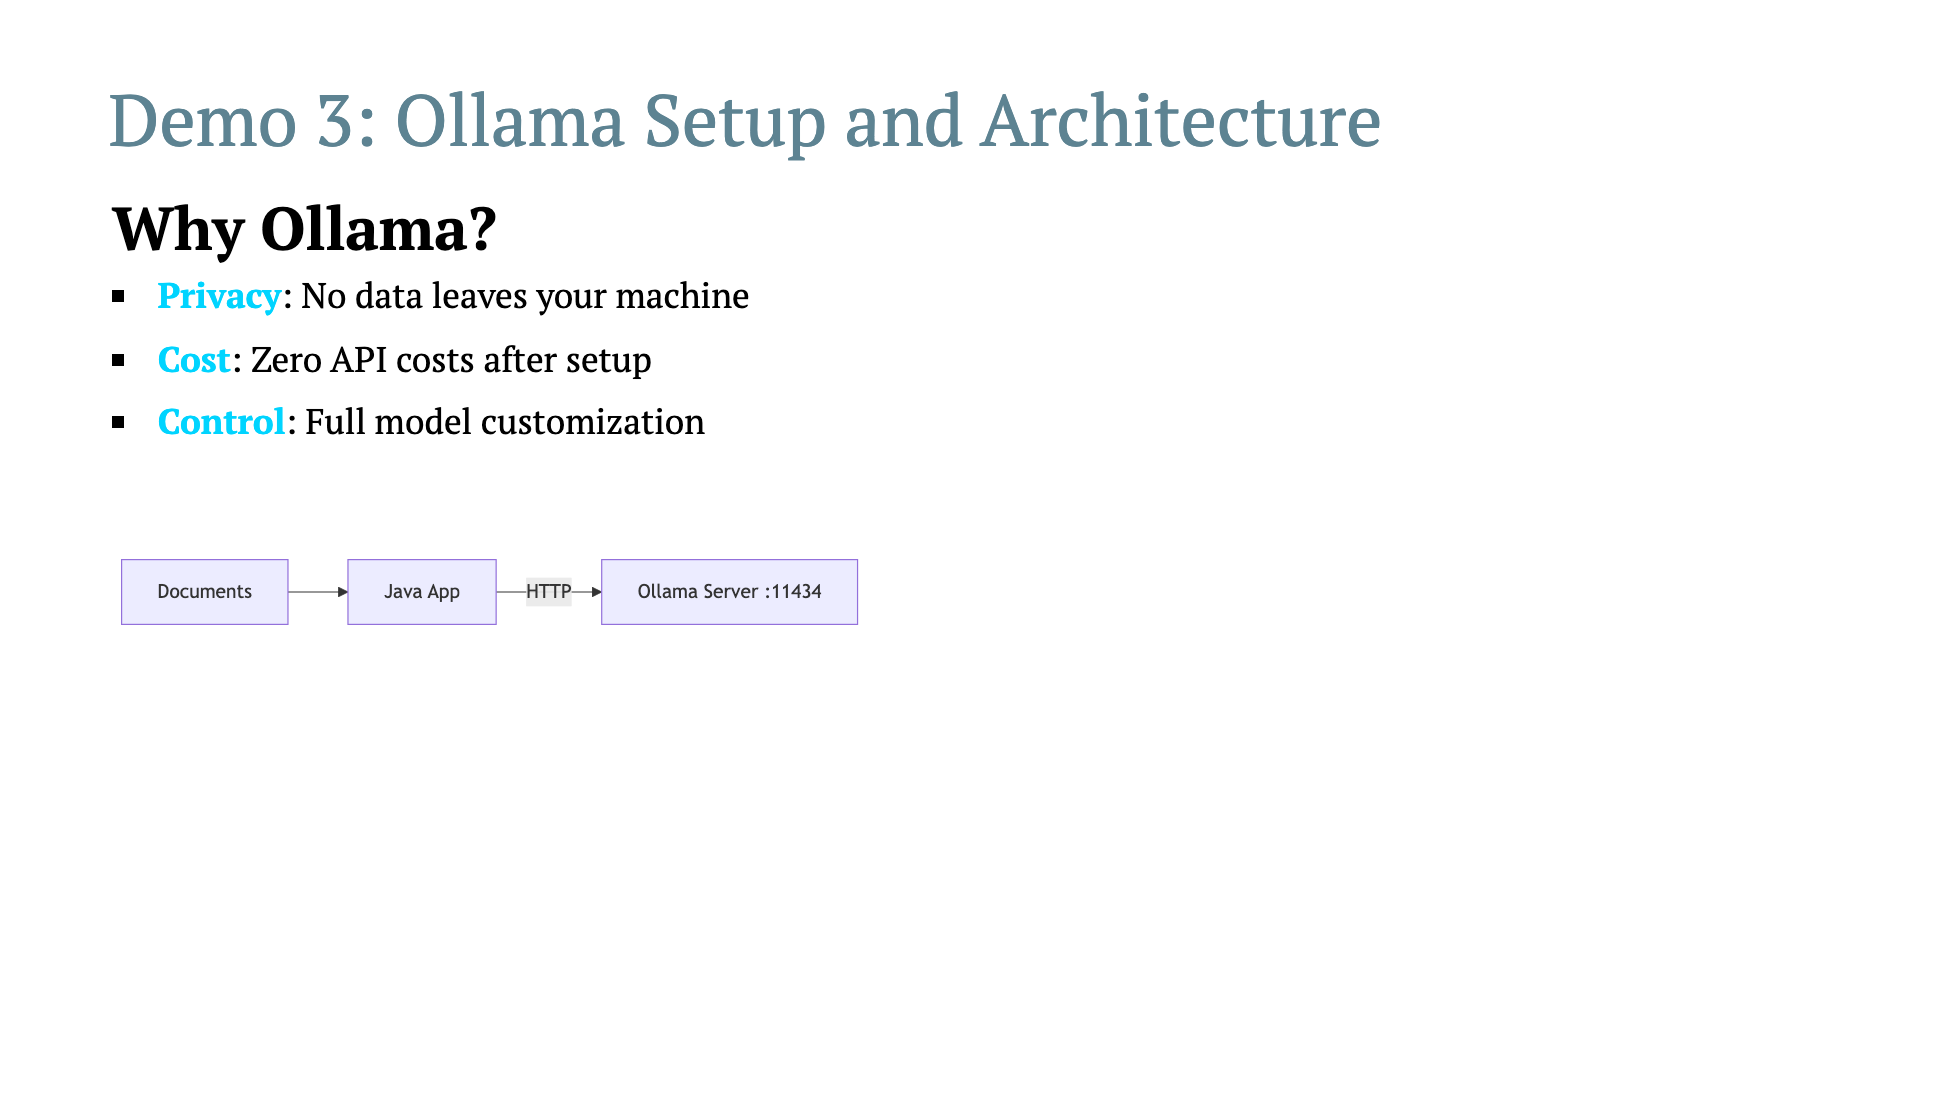 Demo 3: Ollama Setup and Architecture
Why Ollama?
▪ Privacy: No data leaves your machine
▪ Cost: Zero API costs after setup
▪ Control: Full model customization
Documents
Java App
HTTP
Ollama Server :11434